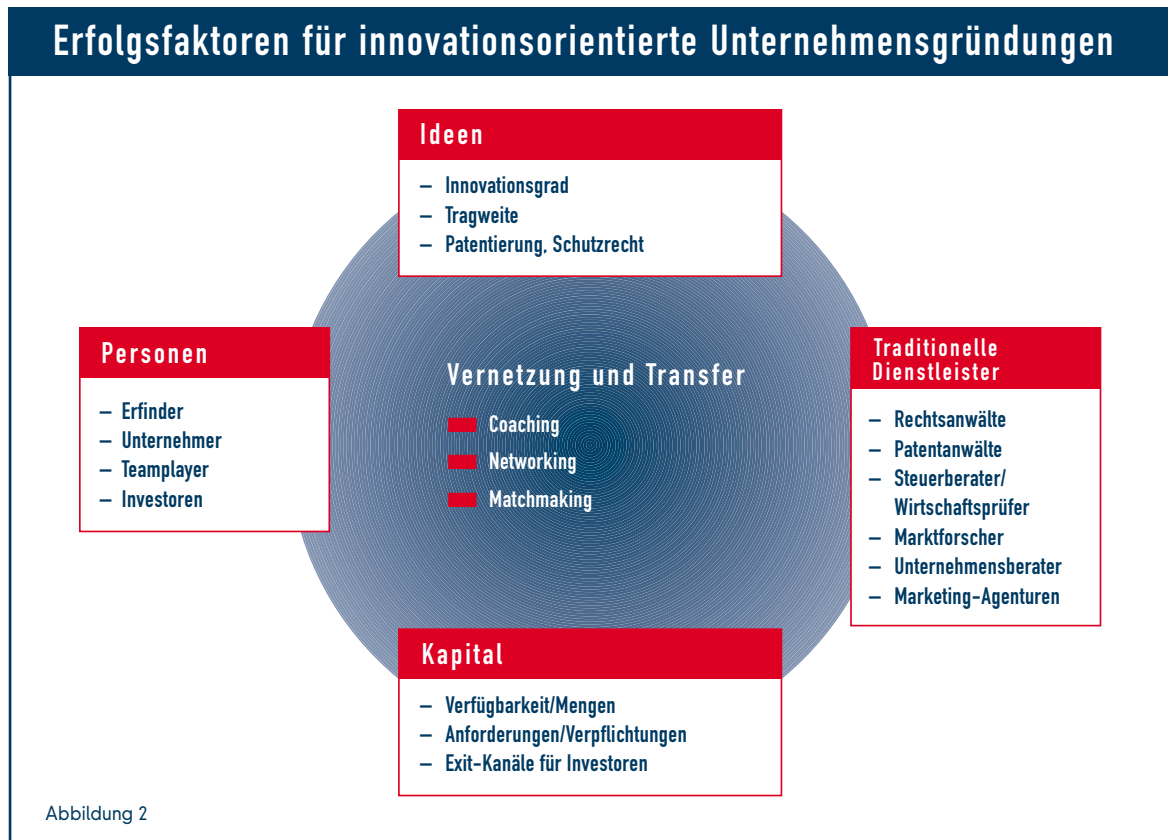 Erfolgsfaktoren für innovationsorientierte Unternehmensgründungen
Ideen
– Innovationsgrad
– Tragweite
– Patentierung, Schutzrecht
Personen
– Erfinder
– Unternehmer
– Teamplayer
– Investoren
Vernetzung und Transfer
Coaching
Networking
Matchmaking
Traditionelle
Dienstleister
– Rechtsanwälte
– Patentanwälte
– Steuerberater/
Wirtschaftsprüfer
– Marktforscher
– Unternehmensberater
– Marketing-Agenturen
Kapital
– Verfügbarkeit/Mengen
– Anforderungen/Verpflichtungen
– Exit-Kanäle für Investoren
Abbildung 2